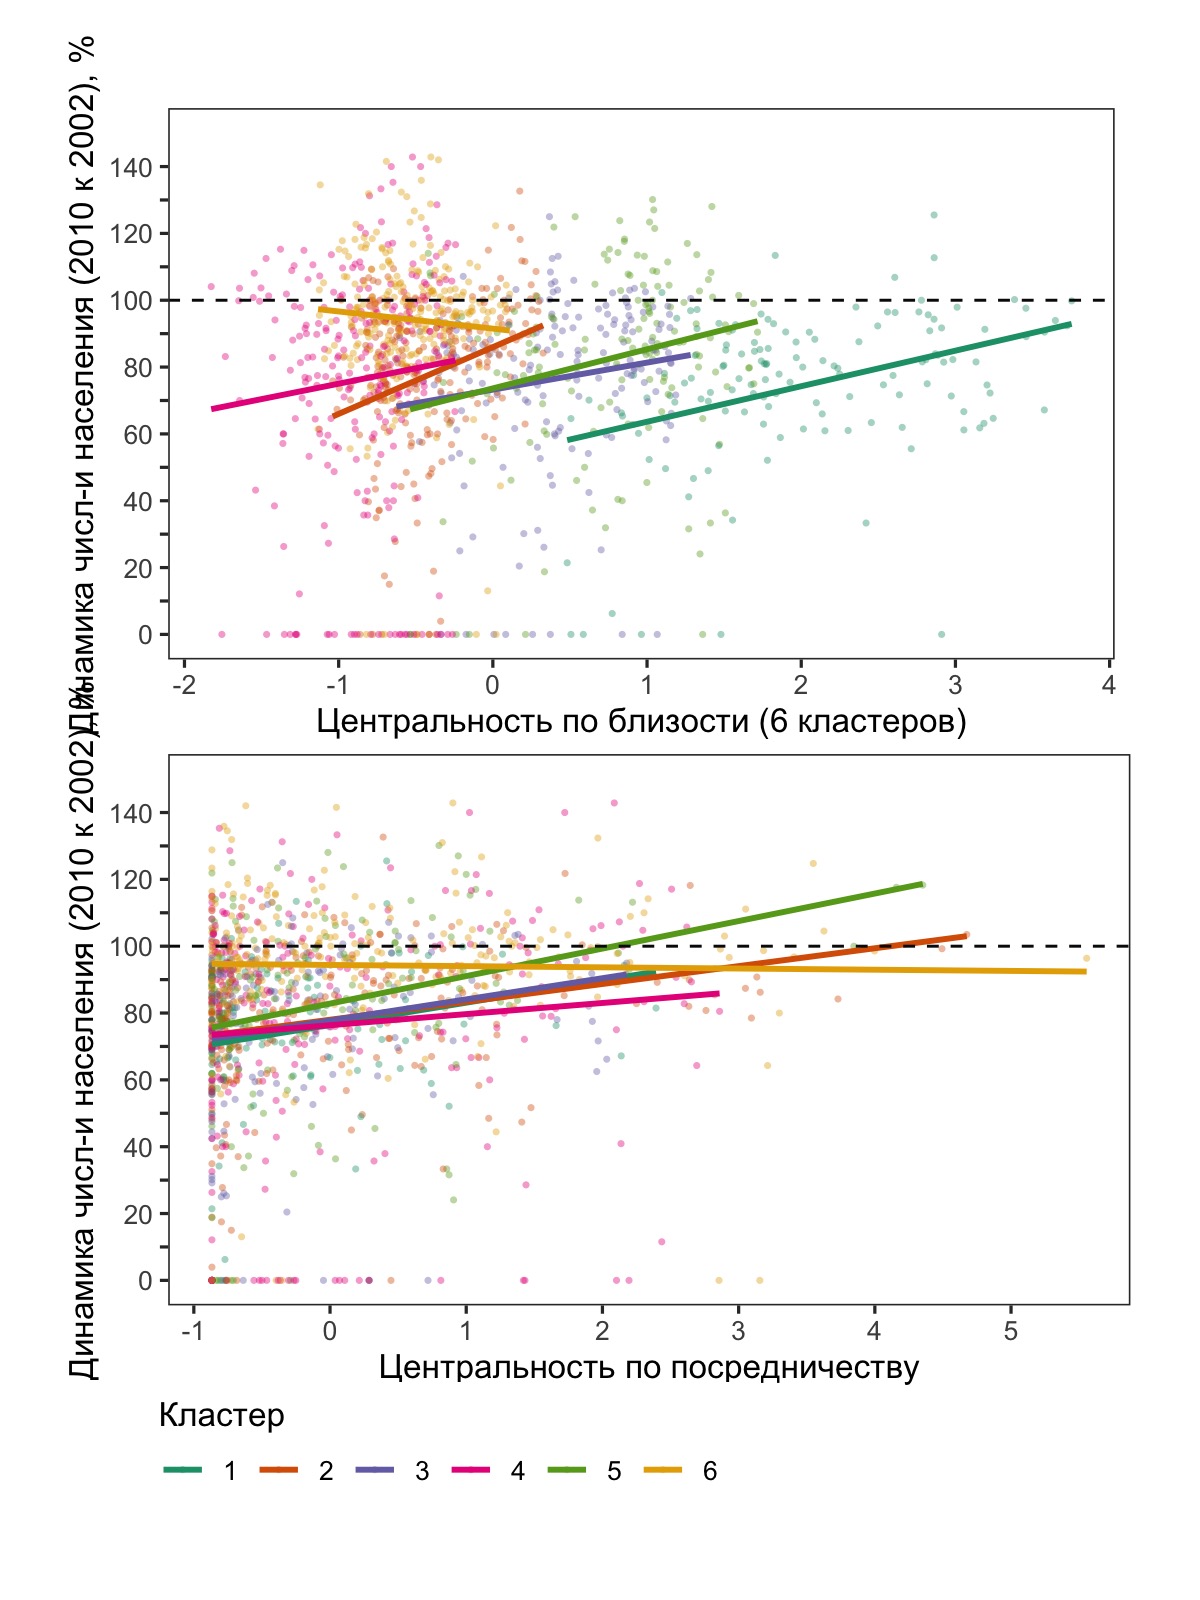 Динамика числ-и населения (2010 к 2002), %
140
120
100
80
60
40
20
0
-2 -1 0 1 2 3 4
Центральность по близости (6 кластеров)
Динамика числ-и населения (2010 к 2002), %
140
120
100
80
60
40
20
0
-1 0 1 2 3 4 5
Центральность по посредничеству
Кластер
1 2 3 4 5 6